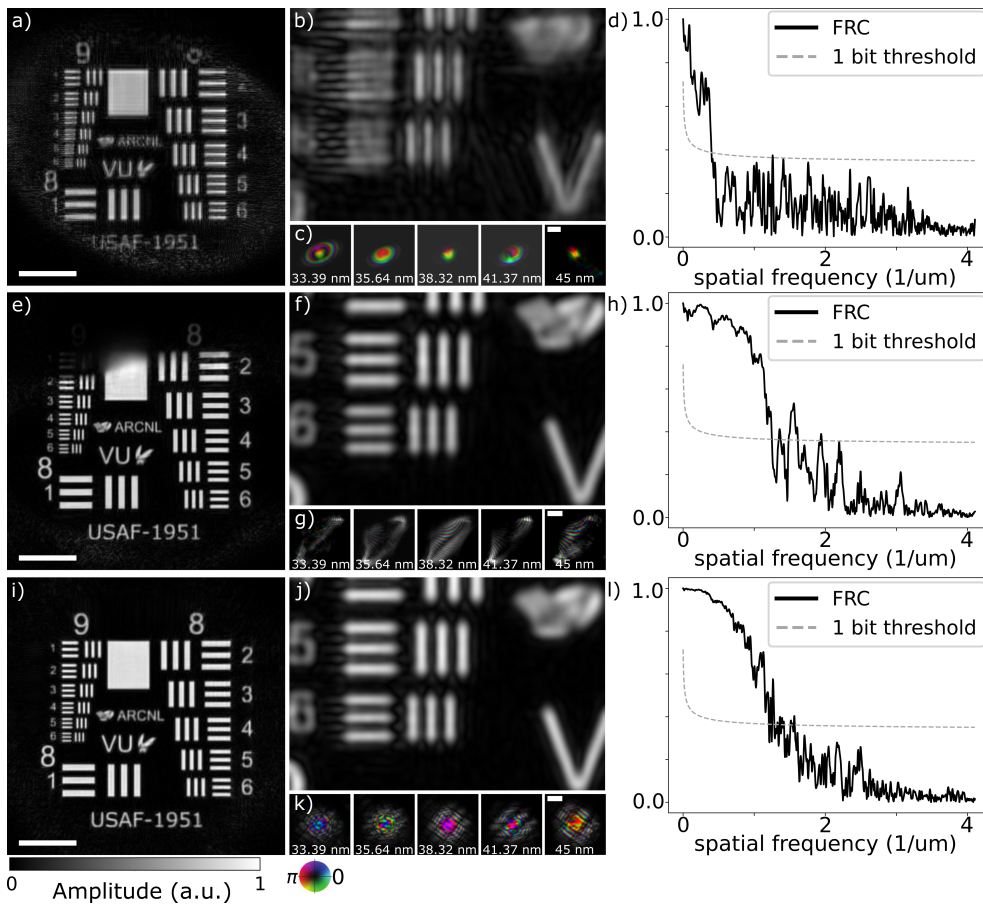 a)
9
1
2
3
4
5
6
2
3
4
5
6
ARCNL
VU
8
1
USAF-1951
b)
c)
33.39 nm 35.64 nm 38.32 nm 41.37 nm 45 nm
d)
1.0
0.0
FRC
1 bit threshold
0 2 4
spatial frequency (1/um)
e)
9 8
2
3
4
5
6
2
3
4
5
6
ARCNL
VU
8
1
USAF-1951
f)
5
6
g)
33.39 nm 35.64 nm 38.32 nm 41.37 nm 45 nm
h)
1.0
0.0
FRC
1 bit threshold
0 2 4
spatial frequency (1/um)
i)
9 8
1
2
3
4
5
6
2
3
4
5
6
ARCNL
VU
8
1
USAF-1951
j)
5
6
k)
33.39 nm 35.64 nm 38.32 nm 41.37 nm 45 nm
l)
1.0
0.0
FRC
1 bit threshold
0 2 4
spatial frequency (1/um)
0 Amplitude (a.u.) 1
π 0